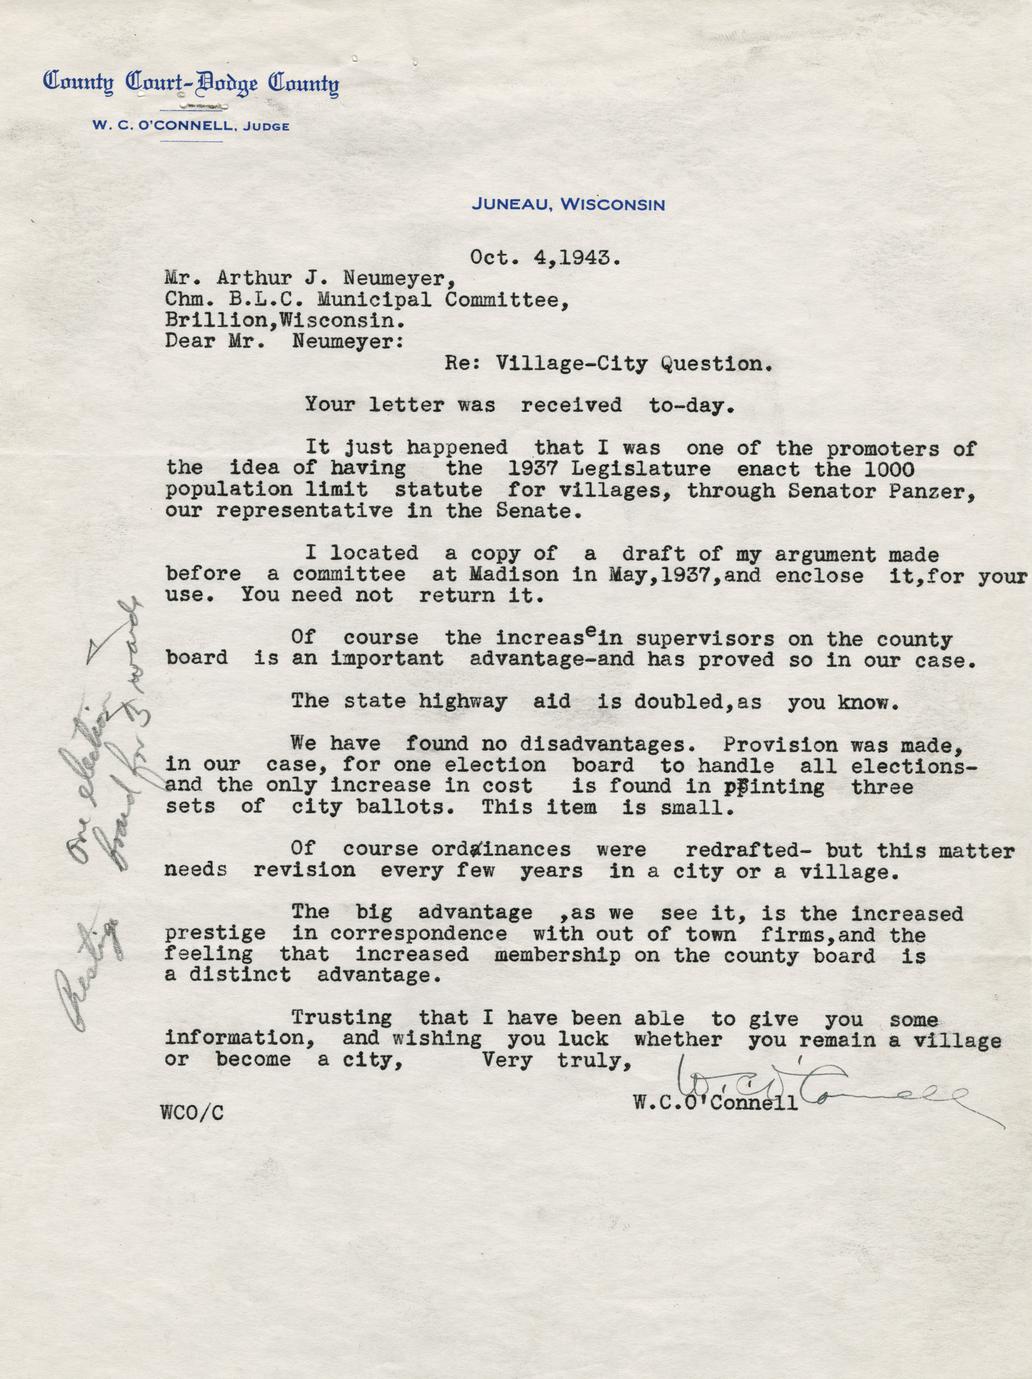 County Court-Dodge County
W. C. O'CONNELL, JUDGE
JUNEAU, WISCONSIN
Oct. 4,1943.
Mr. Arthur J. Neumeyer,
Chm. B.L.C. Municipal Committee,
Brillion,Wisconsin.
Dear Mr. Neumeyer:
Re: Village-City Question.
Your letter was received to-day.
It just happened that I was one of the promoters of
the idea of having the 1937 Legislature enact the 1000
population limit statute for villages, through Senator Panzer,
our representative in the Senate.
I located a copy of a draft of my argument made
before a committee at Madison in May,1937,and enclose it,for your
use. You need not return it.
Of course the increase in supervisors on the county
board is an important advantage-and has proved so in our case.
The state highway aid is doubled,as you know.
We have found no disadvantages. Provision was made,
in our case, for one election board to handle all elections-
and the only increase in cost is found in printing three
sets of city ballots. This item is small.
Of course ordinances were redrafted- but this matter
needs revision every few years in a city or a village.
The big advantage ,as we see it, is the increased
prestige in correspondence with out of town firms,and the
feeling that increased membership on the county board is
a distinct advantage.
Trusting that I have been able to give you some
information, and wishing you luck whether you remain a village
or become a city, Very truly,
W.C.O'Connell
W.C.O'Connell
WCO/C
one election
board for 3 wards
Prestige